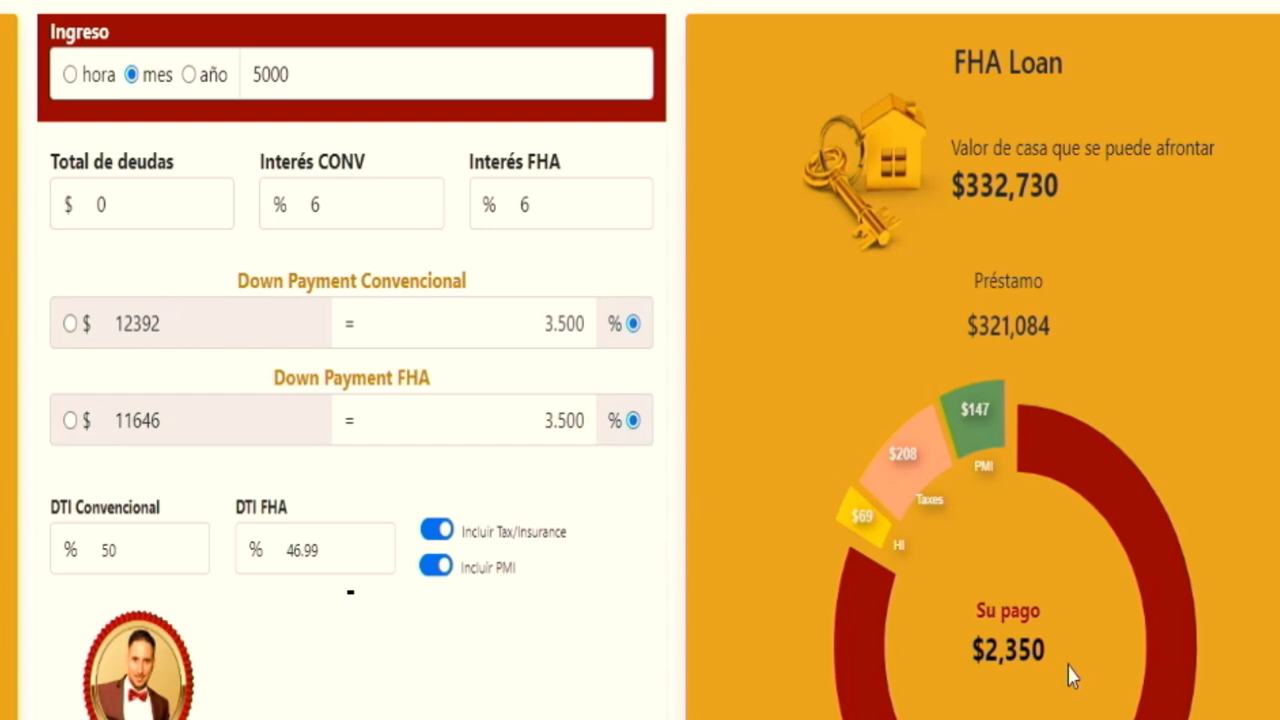 Ingreso
hora mes año 5000
Total de deudas Interés CONV Interés FHA
$ 0 % 6 % 6
Down Payment Convencional
$ 12392 = 3.500 %
Down Payment FHA
$ 11646 = 3.500 %
DTI Convencional DTI FHA
% 50 % 46.99
Incluir Tax/Insurance
Incluir PMI
FHA Loan
Valor de casa que se puede afrontar
$332,730
Préstamo
$321,084
$147
PMI
$208
Taxes
$69
HI
Su pago
$2,350